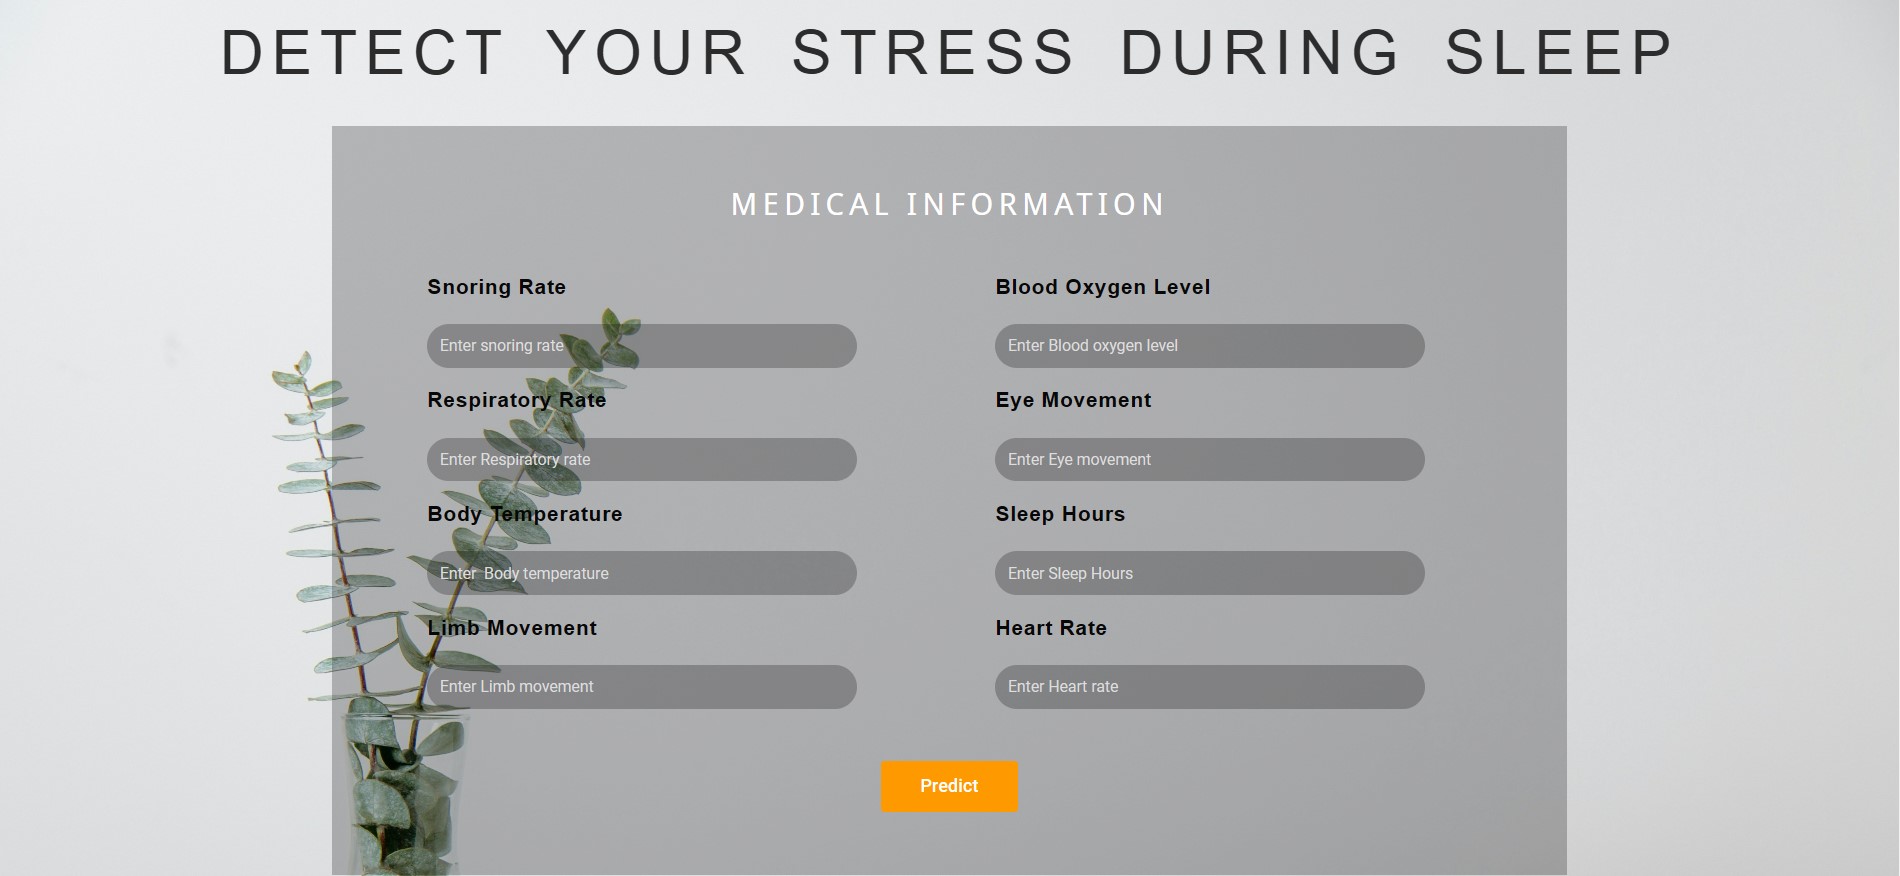 DETECT YOUR STRESS DURING SLEEP
MEDICAL INFORMATION
Snoring Rate
Enter snoring rate
Blood Oxygen Level
Enter Blood oxygen level
Respiratory Rate
Enter Respiratory rate
Eye Movement
Enter Eye movement
Body Temperature
Enter  Body temperature
Sleep Hours
Enter Sleep Hours
Limb Movement
Enter Limb movement
Heart Rate
Enter Heart rate
Predict